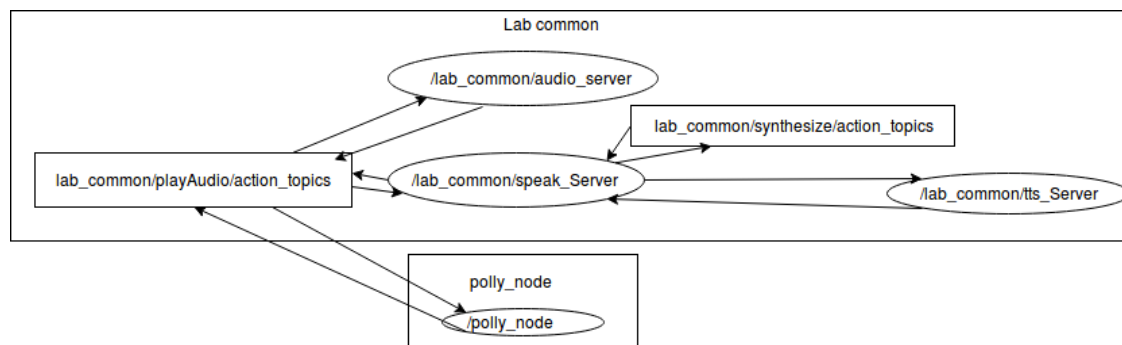 Lab common
/lab_common/audio_server
lab_common/synthesize/action_topics
lab_common/playAudio/action_topics
/lab_common/speak_Server
/lab_common/tts_Server
polly_node
/polly_node